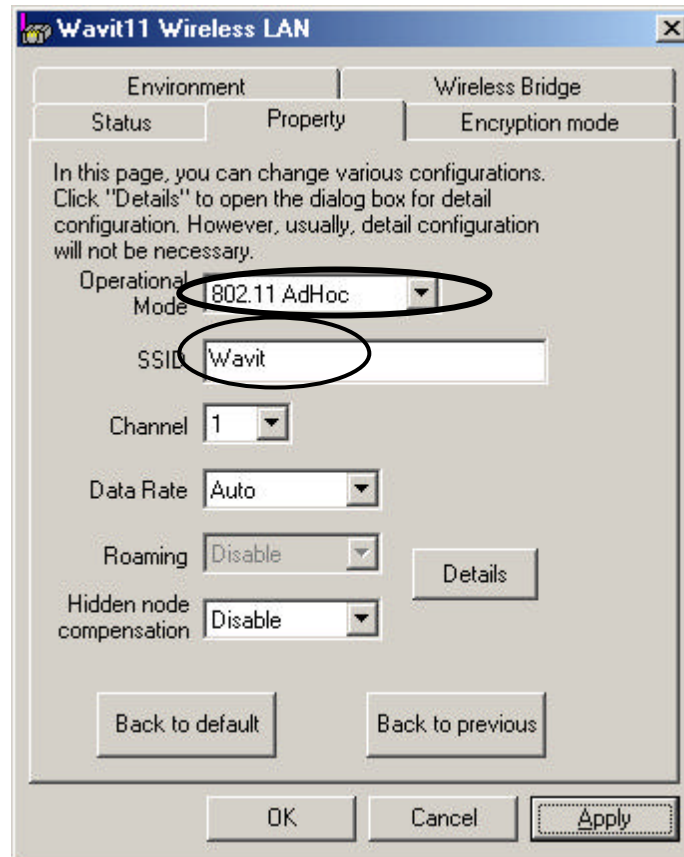 Wavit11 Wireless LAN
Environment
Wireless Bridge
Status
Property
Encryption mode
In this page, you can change various configurations.
Click "Details" to open the dialog box for detail
configuration. However, usually, detail configuration
will not be necessary.
Operational
Mode
802.11 AdHoc
SSID
Wavit
Channel
1
Data Rate
Auto
Roaming
Disable
Details
Hidden node
compensation
Disable
Back to default
Back to previous
OK
Cancel
Apply